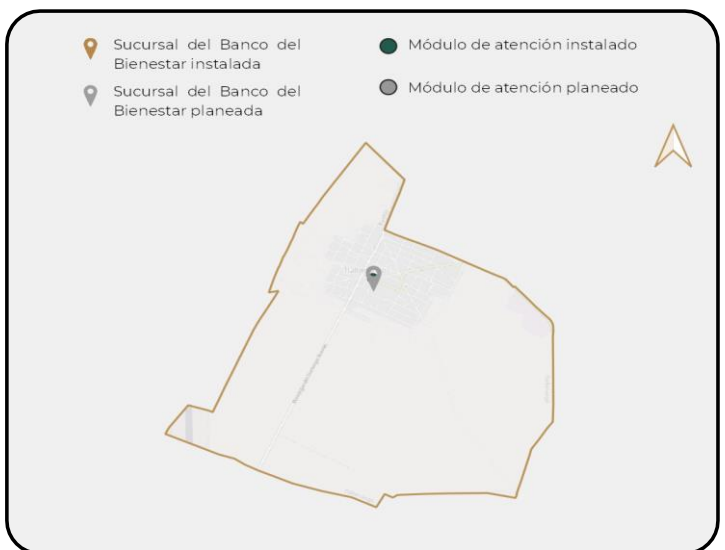 Sucursal del Banco del
Bienestar instalada
Sucursal del Banco del
Bienestar planeada
Módulo de atención instalado
Módulo de atención planeado